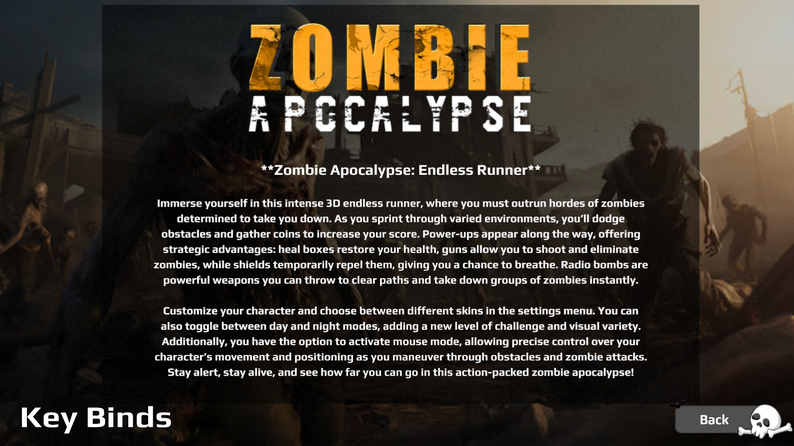 ZOMBIE
APOCALYPSE
**Zombie Apocalypse: Endless Runner**
Immerse yourself in this intense 3D endless runner, where you must outrun hordes of zombies
determined to take you down. As you sprint through varied environments, you'll dodge
obstacles and gather coins to increase your score. Power-ups appear along the way, offering
strategic advantages: heal boxes restore your health, guns allow you to shoot and eliminate
zombies, while shields temporarily repel them, giving you a chance to breathe. Radio bombs are
powerful weapons you can throw to clear paths and take down groups of zombies instantly.
Customize your character and choose between different skins in the settings menu. You can
also toggle between day and night modes, adding a new level of challenge and visual variety.
Additionally, you have the option to activate mouse mode, allowing precise control over your
character's movement and positioning as you maneuver through obstacles and zombie attacks.
Stay alert, stay alive, and see how far you can go in this action-packed zombie apocalypse!
Key Binds
Back